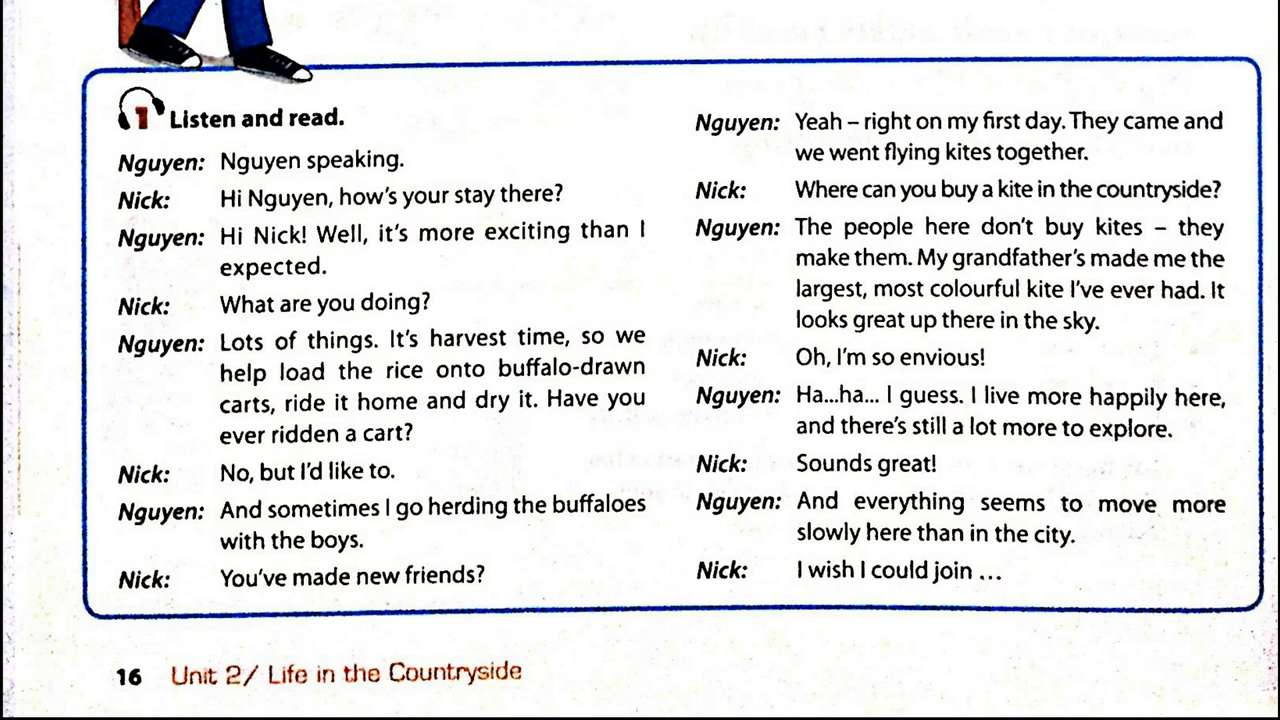 1 Listen and read.
Nguyen: Nguyen speaking.
Nick: Hi Nguyen, how's your stay there?
Nguyen: Hi Nick! Well, it's more exciting than I
expected.
Nick: What are you doing?
Nguyen: Lots of things. It's harvest time, so we
help load the rice onto buffalo-drawn
carts, ride it home and dry it. Have you
ever ridden a cart?
Nick: No, but I'd like to.
Nguyen: And sometimes I go herding the buffaloes
with the boys.
Nick: You've made new friends?
Nguyen: Yeah – right on my first day. They came and
we went flying kites together.
Nick: Where can you buy a kite in the countryside?
Nguyen: The people here don't buy kites – they
make them. My grandfather's made me the
largest, most colourful kite I've ever had. It
looks great up there in the sky.
Nick: Oh, I'm so envious!
Nguyen: Ha...ha... I guess. I live more happily here,
and there's still a lot more to explore.
Nick: Sounds great!
Nguyen: And everything seems to move more
slowly here than in the city.
Nick: I wish I could join ...
16 Unit 2/ Life in the Countryside